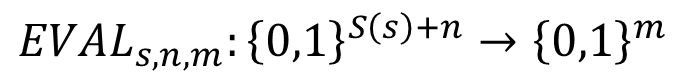 EVAL_{s,n,m}: {0,1}^{S(s)+n} → {0,1}^m